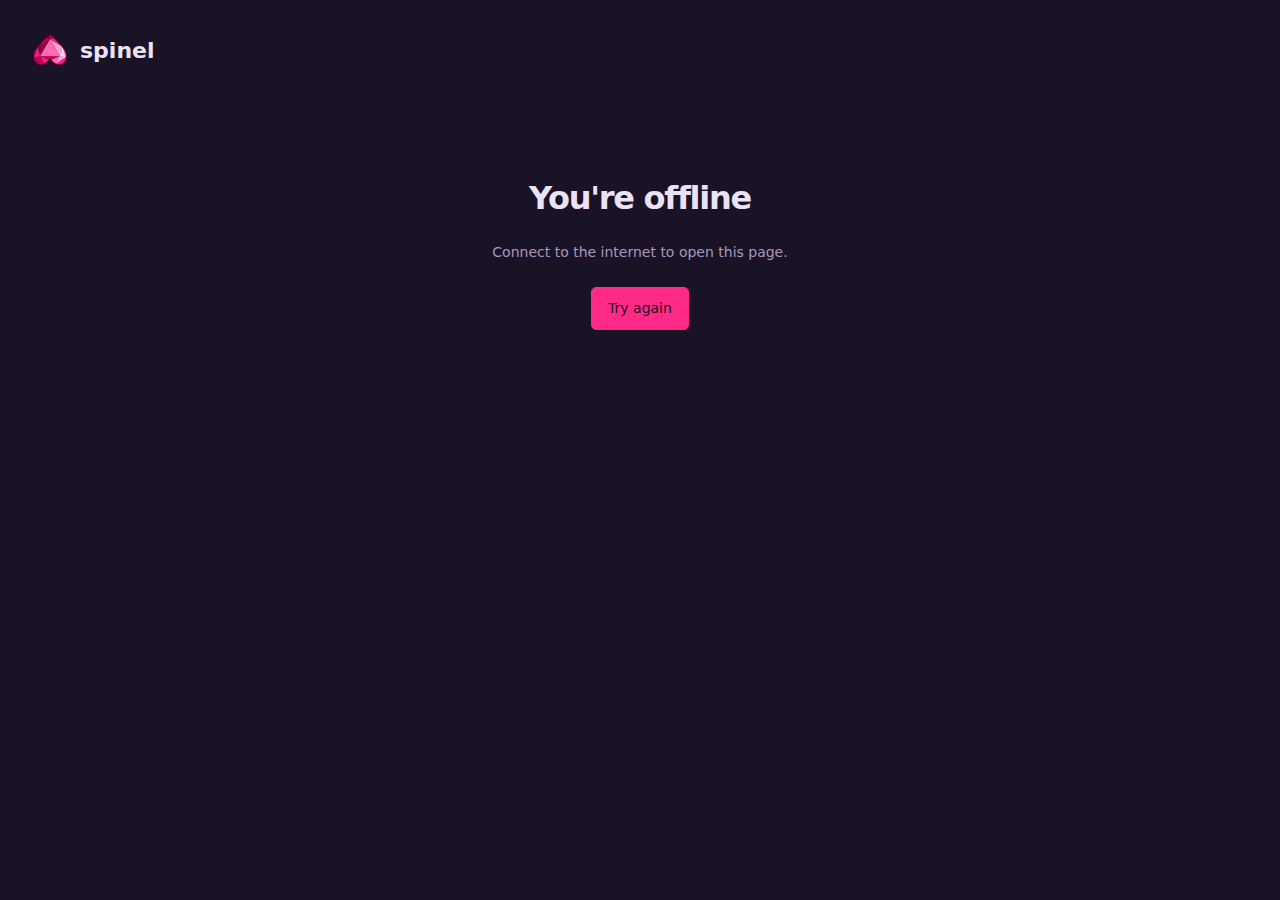 spinel
You're offline
Connect to the internet to open this page.
Try again